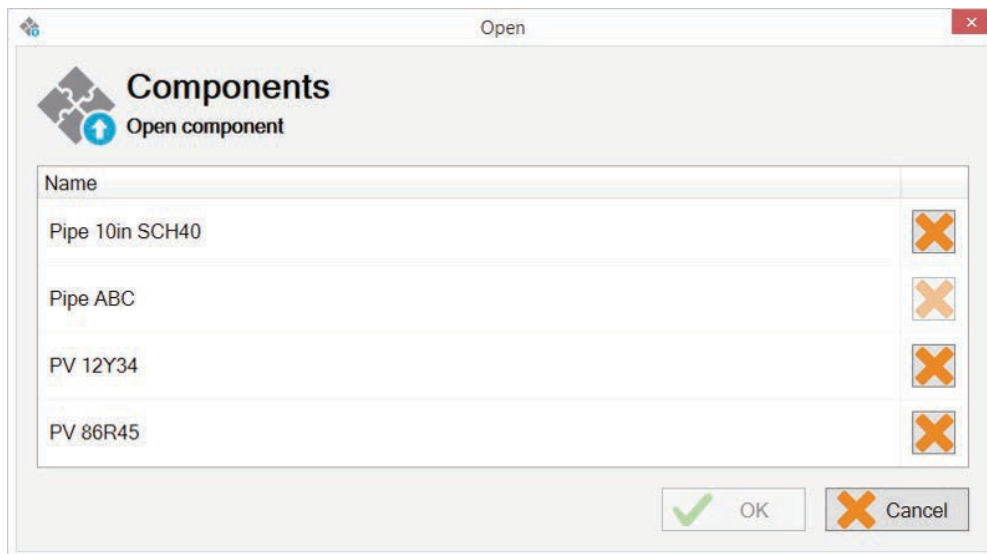 Open
Components
Open component
Name
Pipe 10in SCH40
Pipe ABC
PV 12Y34
PV 86R45
OK
Cancel